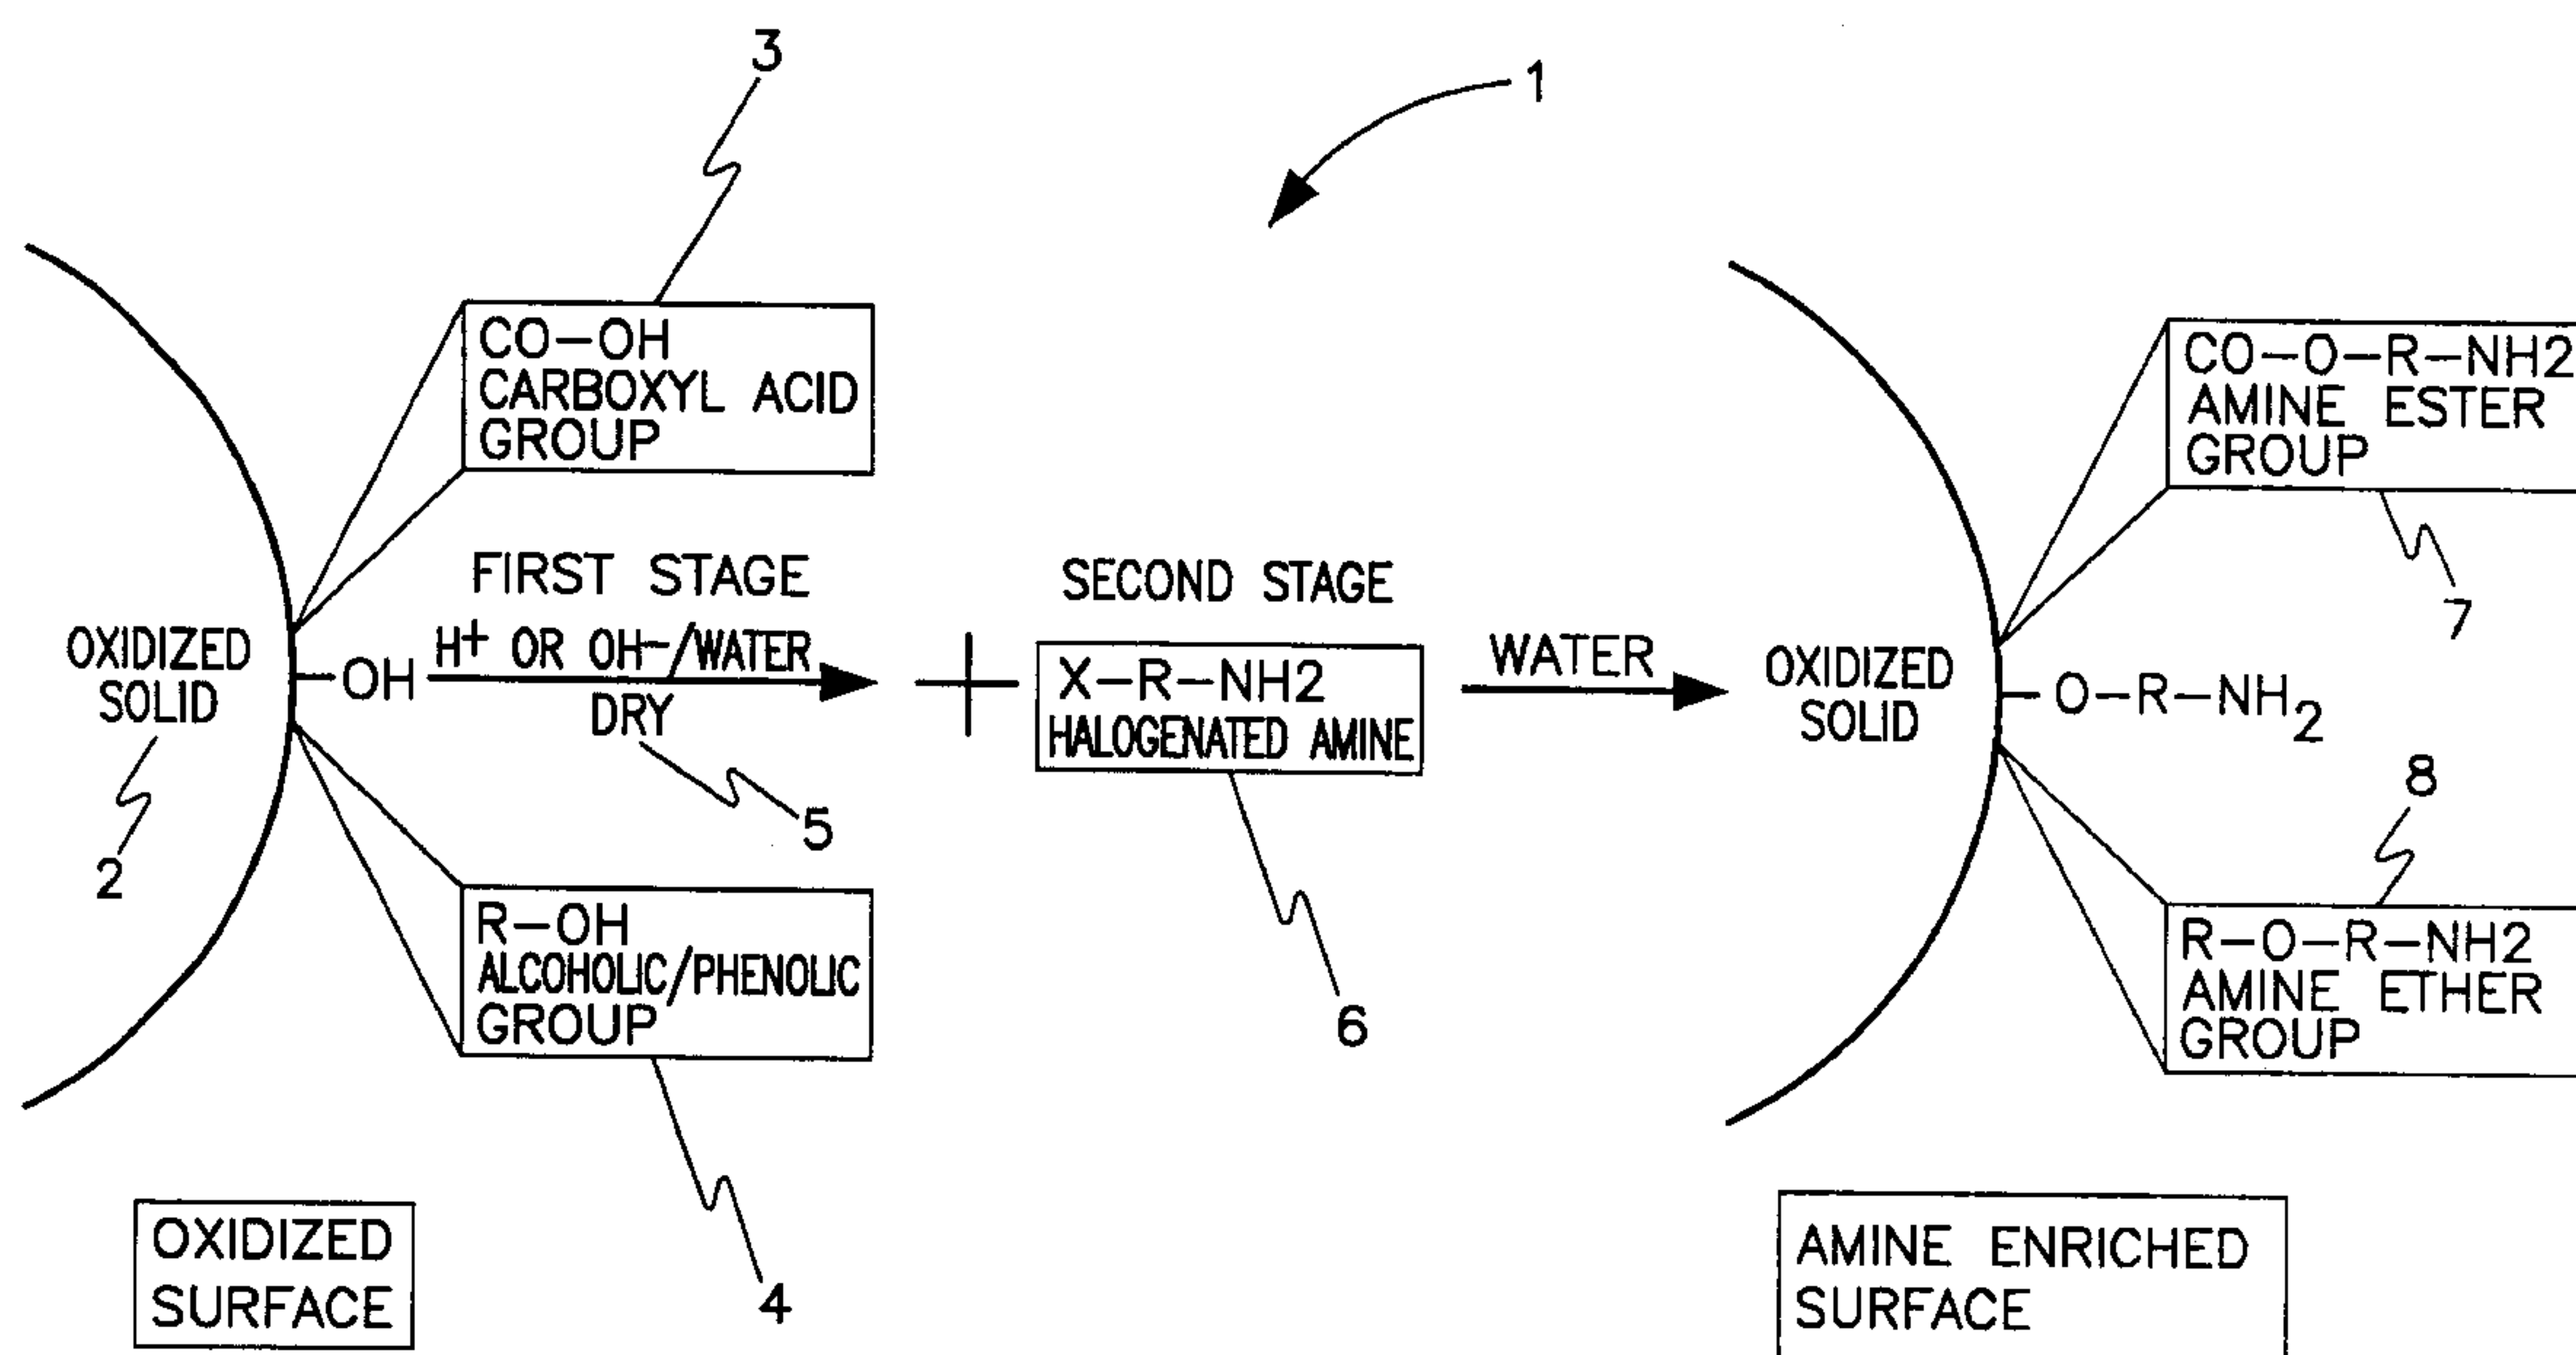 3
1
CO-OH
CARBOXYL ACID
GROUP
CO-O-R-NH2
AMINE ESTER
GROUP
FIRST STAGE
SECOND STAGE
7
OXIDIZED
SOLID
-OH
H+ OR OH-/WATER
DRY
+
X-R-NH2
HALOGENATED AMINE
WATER
OXIDIZED
SOLID
-O-R-NH2
2
5
8
R-OH
ALCOHOLIC/PHENOLIC
GROUP
6
R-O-R-NH2
AMINE ETHER
GROUP
OXIDIZED
SURFACE
4
AMINE ENRICHED
SURFACE